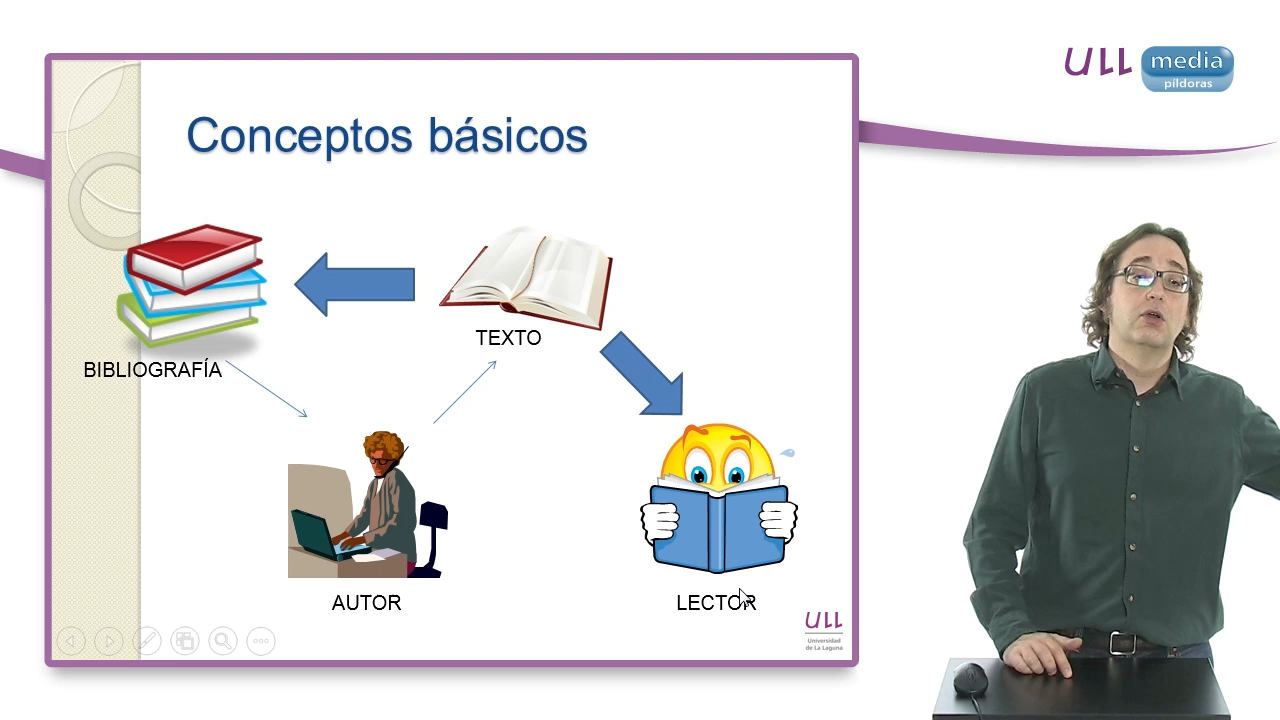 ULL media
píldoras
Conceptos básicos
TEXTO
BIBLIOGRAFÍA
AUTOR
LECTOR
ULL
Universidad
de La Laguna